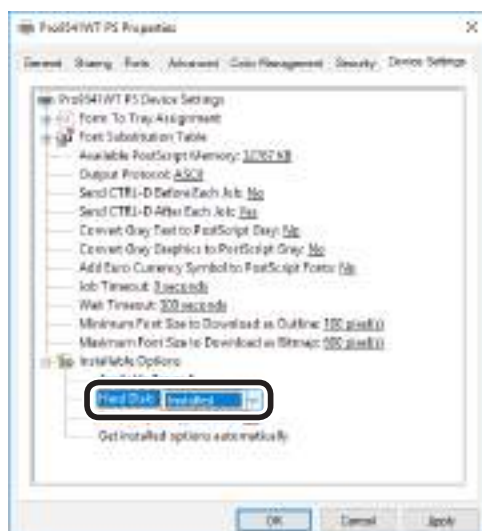 Pro9541WT PS Properties
General Sharing Ports Advanced Color Management Security Device Settings
Pro9541WT PS Device Settings
Form To Tray Assignment
Font Substitution Table
Available PostScript Memory: 32767 KB
Output Protocol: ASCII
Send CTRL-D Before Each Job: No
Send CTRL-D After Each Job: Yes
Convert Gray Text to PostScript Gray: No
Convert Gray Graphics to PostScript Gray: No
Add Euro Currency Symbol to PostScript Fonts: No
Job Timeout: 0 seconds
Wait Timeout: 300 seconds
Minimum Font Size to Download as Outline: 100 pixel(s)
Maximum Font Size to Download as Bitmap: 600 pixel(s)
Installable Options
Hard Disk: Installed
Get installed options automatically
OK Cancel Apply